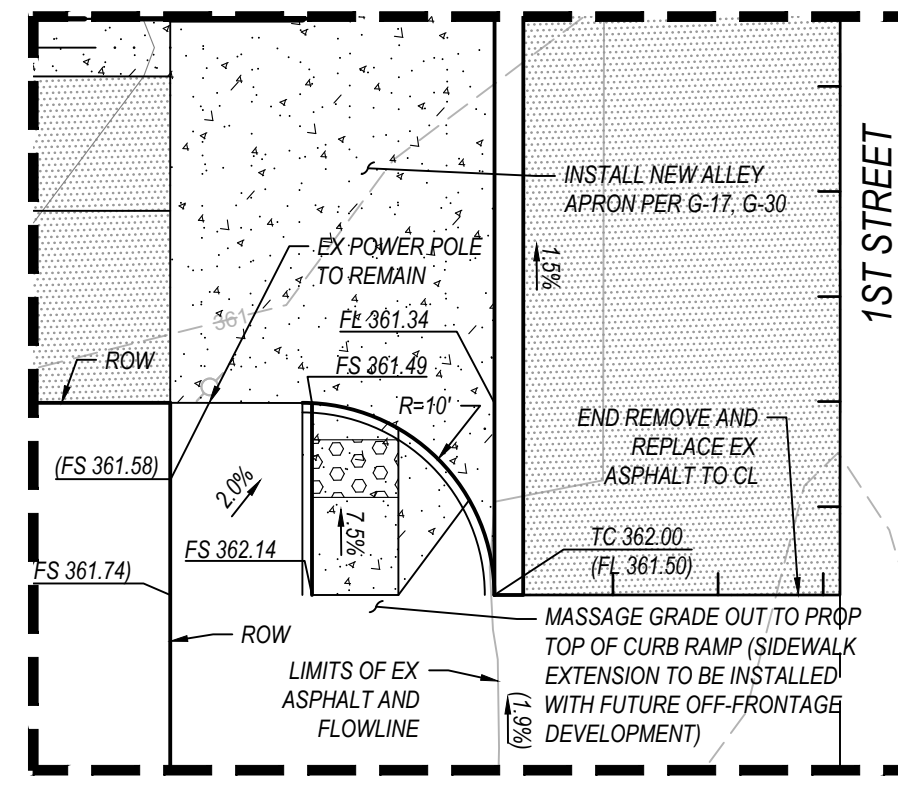 INSTALL NEW ALLEY
APRON PER G-17, G-30
1ST STREET
1.5%
EX POWER POLE
TO REMAIN
361
FL 361.34
FS 361.49
R=10'
ROW
END REMOVE AND
REPLACE EX
ASPHALT TO CL
(FS 361.58)
2.0%
7.5%
FS 362.14
TC 362.00
(FL 361.50)
FS 361.74)
ROW
MASSAGE GRADE OUT TO PROP
TOP OF CURB RAMP (SIDEWALK
EXTENSION TO BE INSTALLED
WITH FUTURE OFF-FRONTAGE
DEVELOPMENT)
LIMITS OF EX
ASPHALT AND
FLOWLINE
(1.9%)